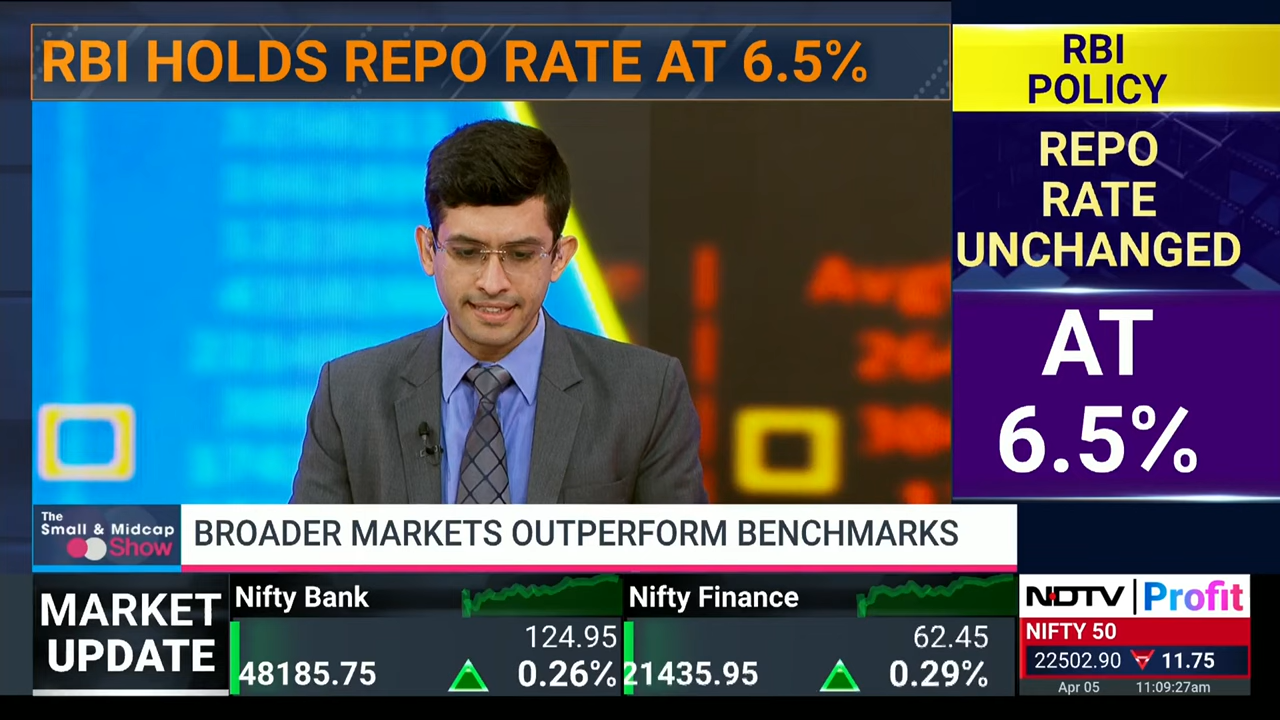 RBI HOLDS REPO RATE AT 6.5%
RBI
POLICY
REPO
RATE
UNCHANGED
AT
6.5%
The
Small & Midcap
Show
BROADER MARKETS OUTPERFORM BENCHMARKS
MARKET
UPDATE
Nifty Bank
124.95
48185.75 0.26%
Nifty Finance
62.45
21435.95 0.29%
NDTV Profit
NIFTY 50
22502.90 11.75
Apr 05 11:09:27am